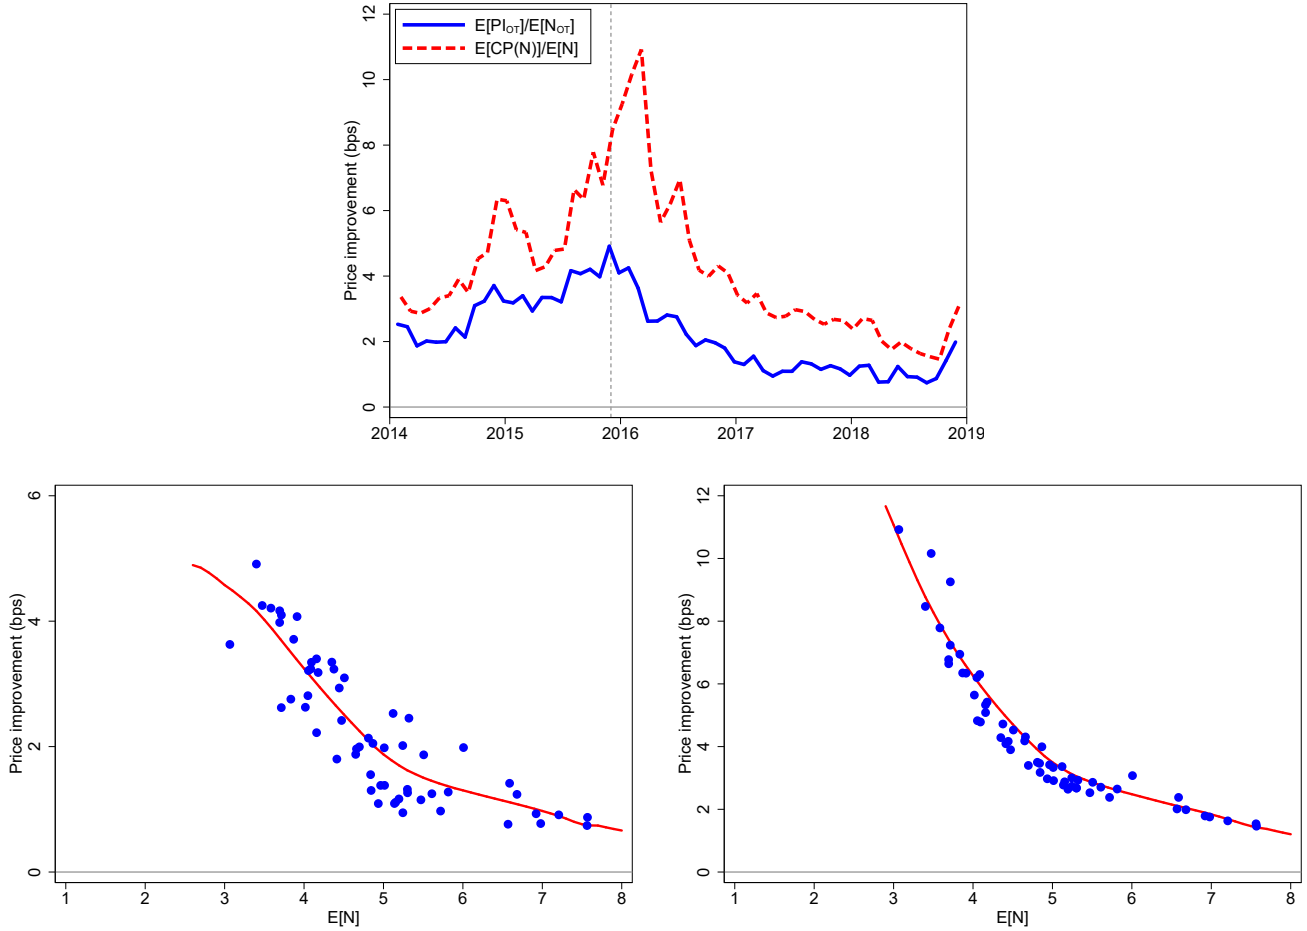 E[PI_OT]/E[N_OT]
E[CP(N)]/E[N]
Price improvement (bps)
12
10
8
6
4
2
0
2014 2015 2016 2017 2018 2019
Price improvement (bps)
6
4
2
0
1 2 3 4 5 6 7 8
E[N]
Price improvement (bps)
12
10
8
6
4
2
0
1 2 3 4 5 6 7 8
E[N]